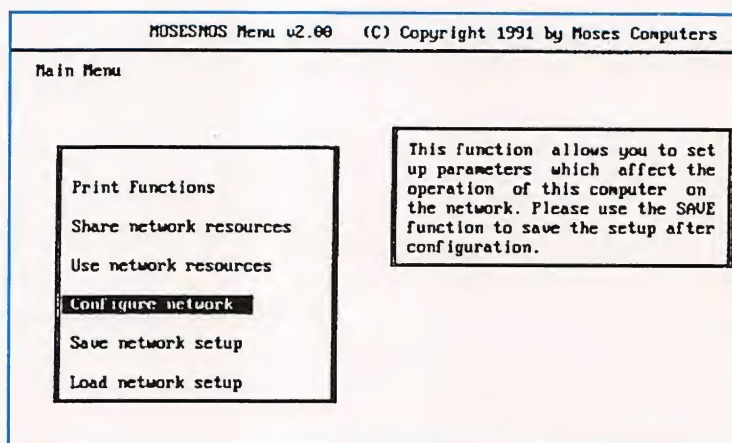 MOSESMOS Menu v2.00 (C) Copyright 1991 by Moses Computers
Main Menu
Print Functions
Share network resources
Use network resources
Configure network
Save network setup
Load network setup
This function allows you to set
up parameters which affect the
operation of this computer on
the network. Please use the SAVE
function to save the setup after
configuration.